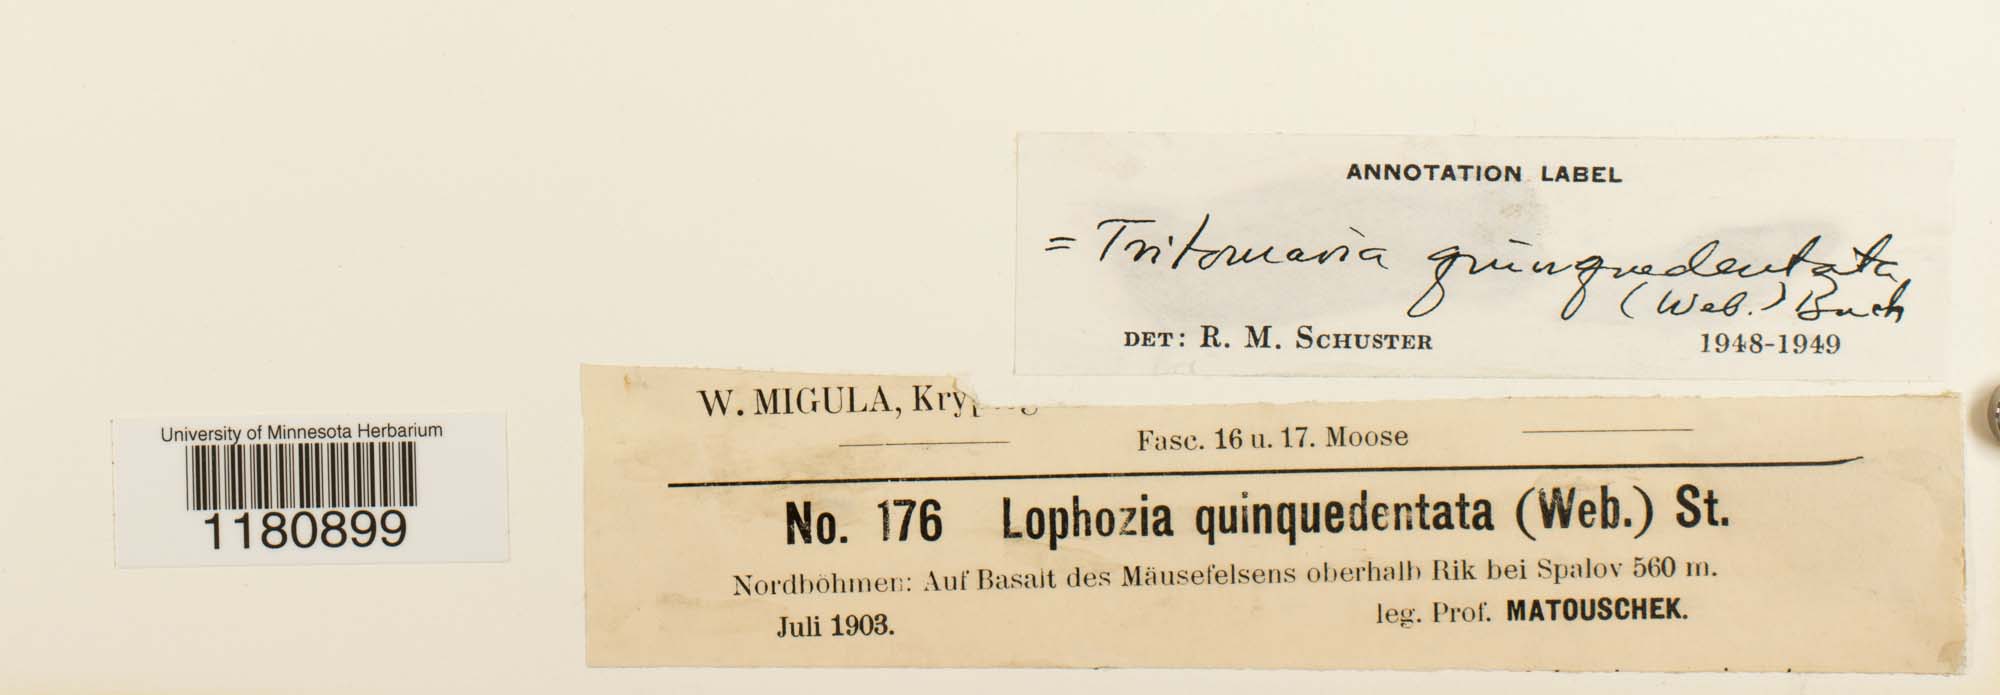 ANNOTATION LABEL
= Tritomaria quinquedentata
(Web.) Buch
DET: R. M. SCHUSTER 1948-1949
W. MIGULA,
Fasc. 16 u. 17. Moose
No. 176 Lophozia quinquedentata (Web.) St.
Nordböhmen: Auf Basalt des Mäusefelsens oberhalb Rik bei Spalov 560 m.
Juli 1903. leg. Prof. MATOUSCHEK.
University of Minnesota Herbarium
1180899